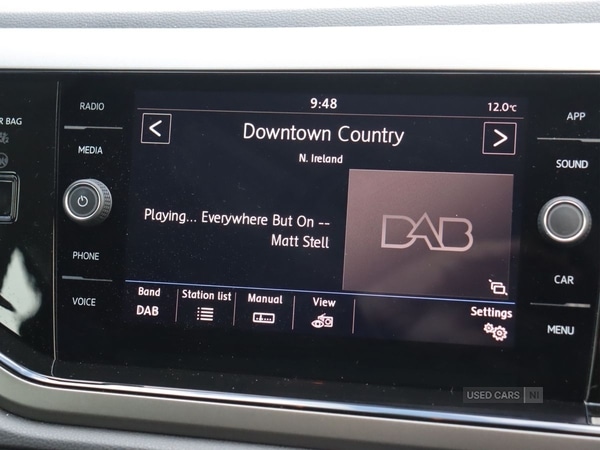 R BAG
RADIO
MEDIA
PHONE
VOICE
9:48
12.0°C
<
Downtown Country
>
N. Ireland
Playing... Everywhere But On --
Matt Stell
DAB
Band
DAB
Station list
Manual
View
Settings
APP
SOUND
CAR
MENU
USED CARS NI